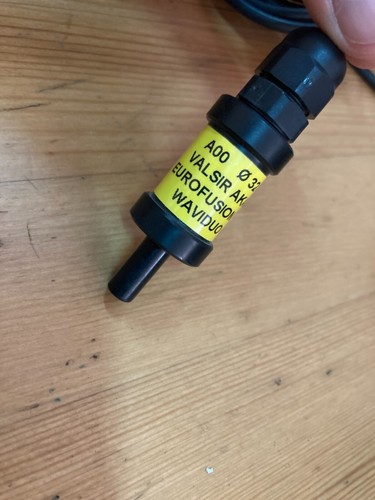 A00 Ø 32
VALSIR AK
EUROFUSION
WAVIDUO